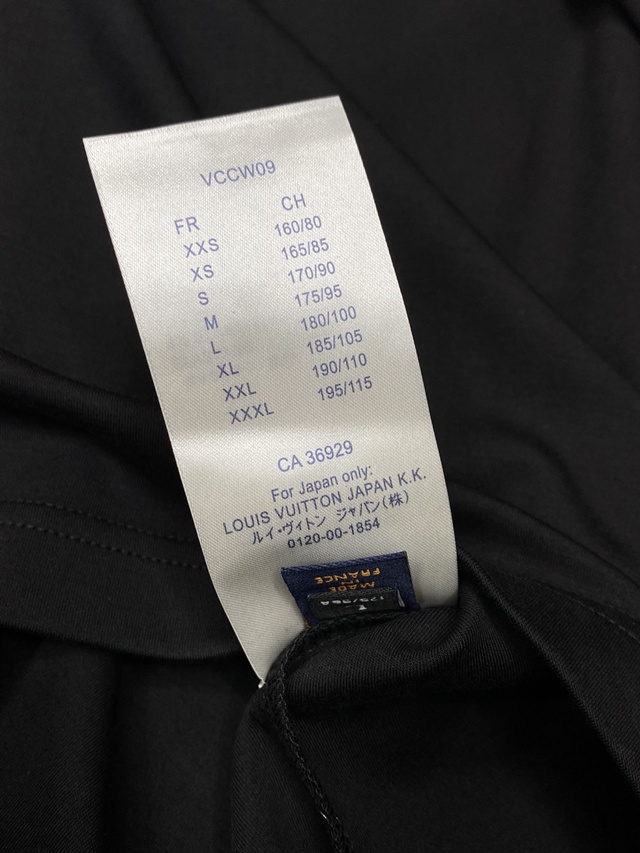 VCCW09
FR CH
XXS 160/80
XS 165/85
S 170/90
M 175/95
L 180/100
XL 185/105
XXL 190/110
XXXL 195/115
CA 36929
For Japan only:
LOUIS VUITTON JAPAN K.K.
ルイ・ヴィトン ジャパン(株)
0120-00-1854
MADE
IN
FRANCE